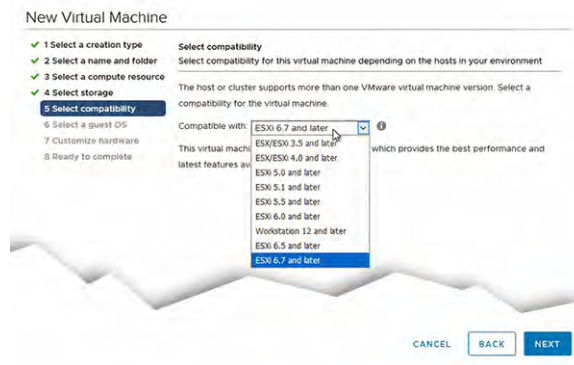 New Virtual Machine
1 Select a creation type
2 Select a name and folder
3 Select a compute resource
4 Select storage
5 Select compatibility
6 Select a guest OS
7 Customize hardware
8 Ready to complete
Select compatibility
Select compatibility for this virtual machine depending on the hosts in your environment
The host or cluster supports more than one VMware virtual machine version. Select a
compatibility for the virtual machine.
Compatible with: ESXi 6.7 and later
This virtual machi which provides the best performance and
latest features av
ESX/ESXi 3.5 and later
ESX/ESXi 4.0 and later
ESXi 5.0 and later
ESXi 5.1 and later
ESXi 5.5 and later
ESXi 6.0 and later
Workstation 12 and later
ESXi 6.5 and later
ESXi 6.7 and later
CANCEL BACK NEXT